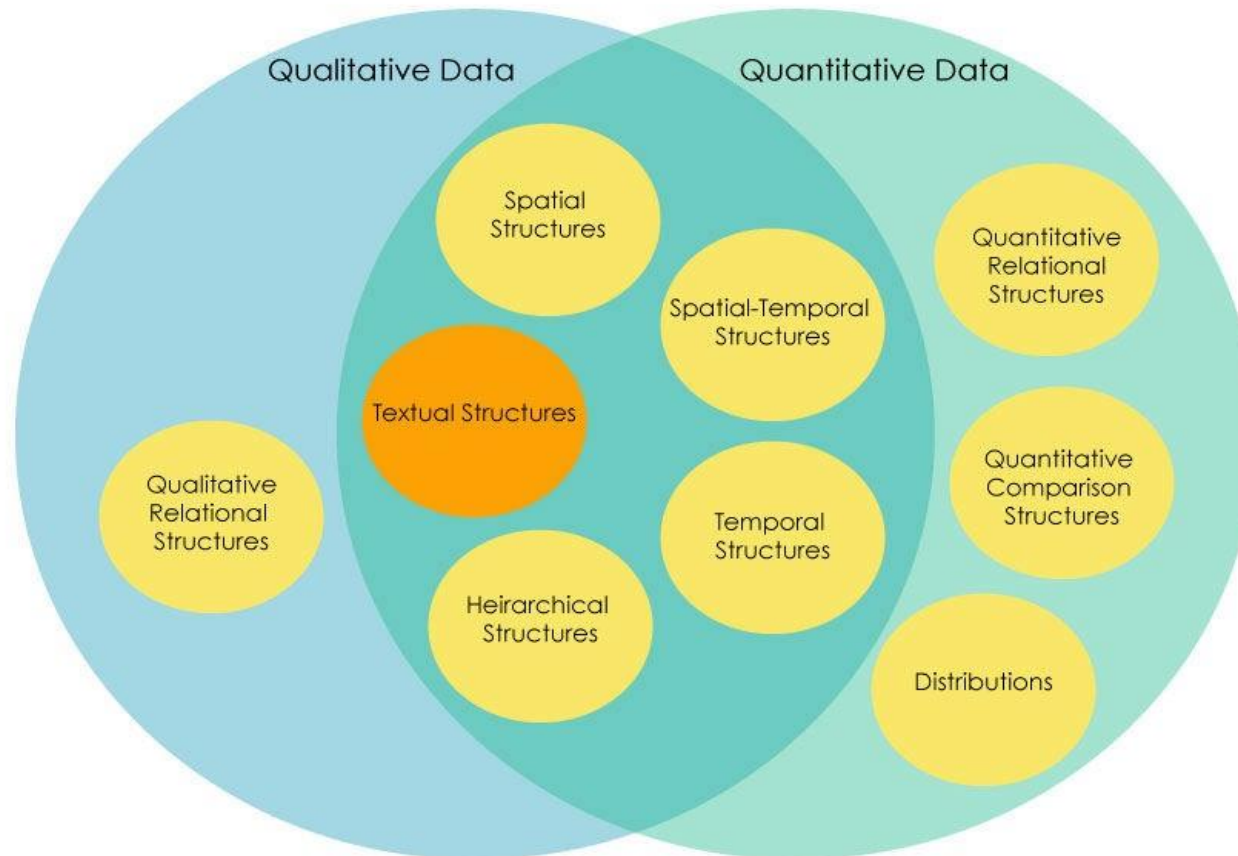 Qualitative Data
Quantitative Data
Spatial
Structures
Quantitative
Relational
Structures
Spatial-Temporal
Structures
Textual Structures
Qualitative
Relational
Structures
Quantitative
Comparison
Structures
Temporal
Structures
Heirarchical
Structures
Distributions